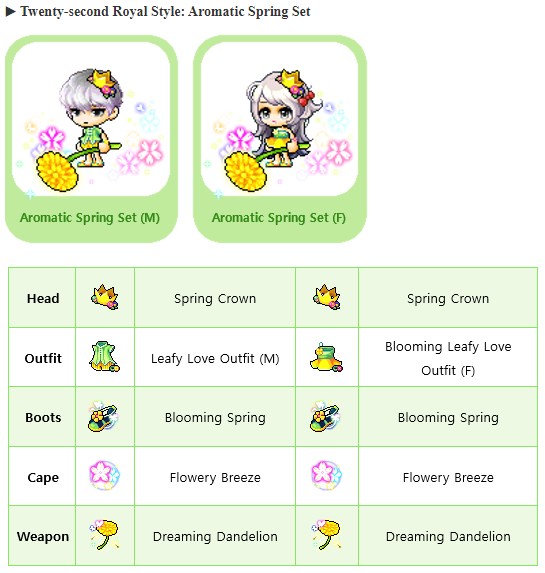 ► Twenty-second Royal Style: Aromatic Spring Set
Aromatic Spring Set (M)
Aromatic Spring Set (F)
Head Spring Crown Spring Crown
Outfit Leafy Love Outfit (M) Blooming Leafy Love
Outfit (F)
Boots Blooming Spring Blooming Spring
Cape Flowery Breeze Flowery Breeze
Weapon Dreaming Dandelion Dreaming Dandelion